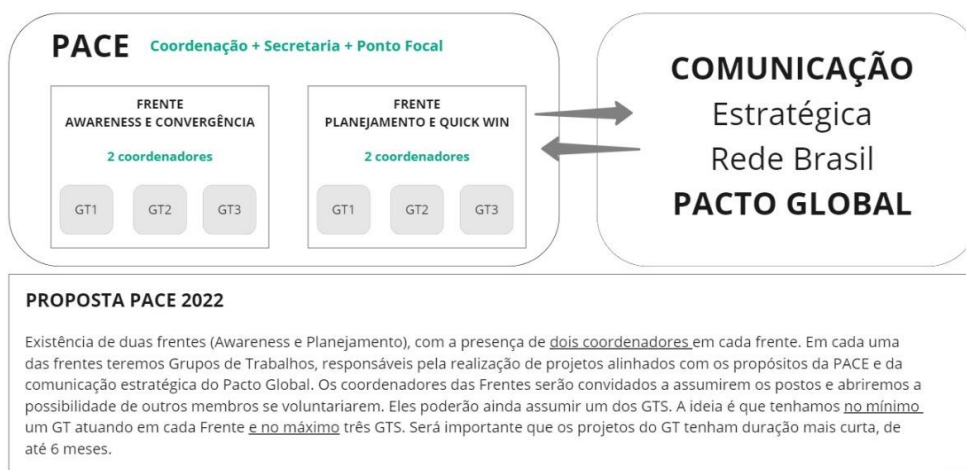 PACE Coordenação + Secretaria + Ponto Focal
FRENTE
AWARENESS E CONVERGÊNCIA
2 coordenadores
GT1 GT2 GT3
FRENTE
PLANEJAMENTO E QUICK WIN
2 coordenadores
GT1 GT2 GT3
COMUNICAÇÃO
Estratégica
Rede Brasil
PACTO GLOBAL
PROPOSTA PACE 2022
Existência de duas frentes (Awareness e Planejamento), com a presença de dois coordenadores em cada frente. Em cada uma
das frentes teremos Grupos de Trabalhos, responsáveis pela realização de projetos alinhados com os propósitos da PACE e da
comunicação estratégica do Pacto Global. Os coordenadores das Frentes serão convidados a assumirem os postos e abriremos a
possibilidade de outros membros se voluntariarem. Eles poderão ainda assumir um dos GTS. A ideia é que tenhamos no mínimo
um GT atuando em cada Frente e no máximo três GTS. Será importante que os projetos do GT tenham duração mais curta, de
até 6 meses.